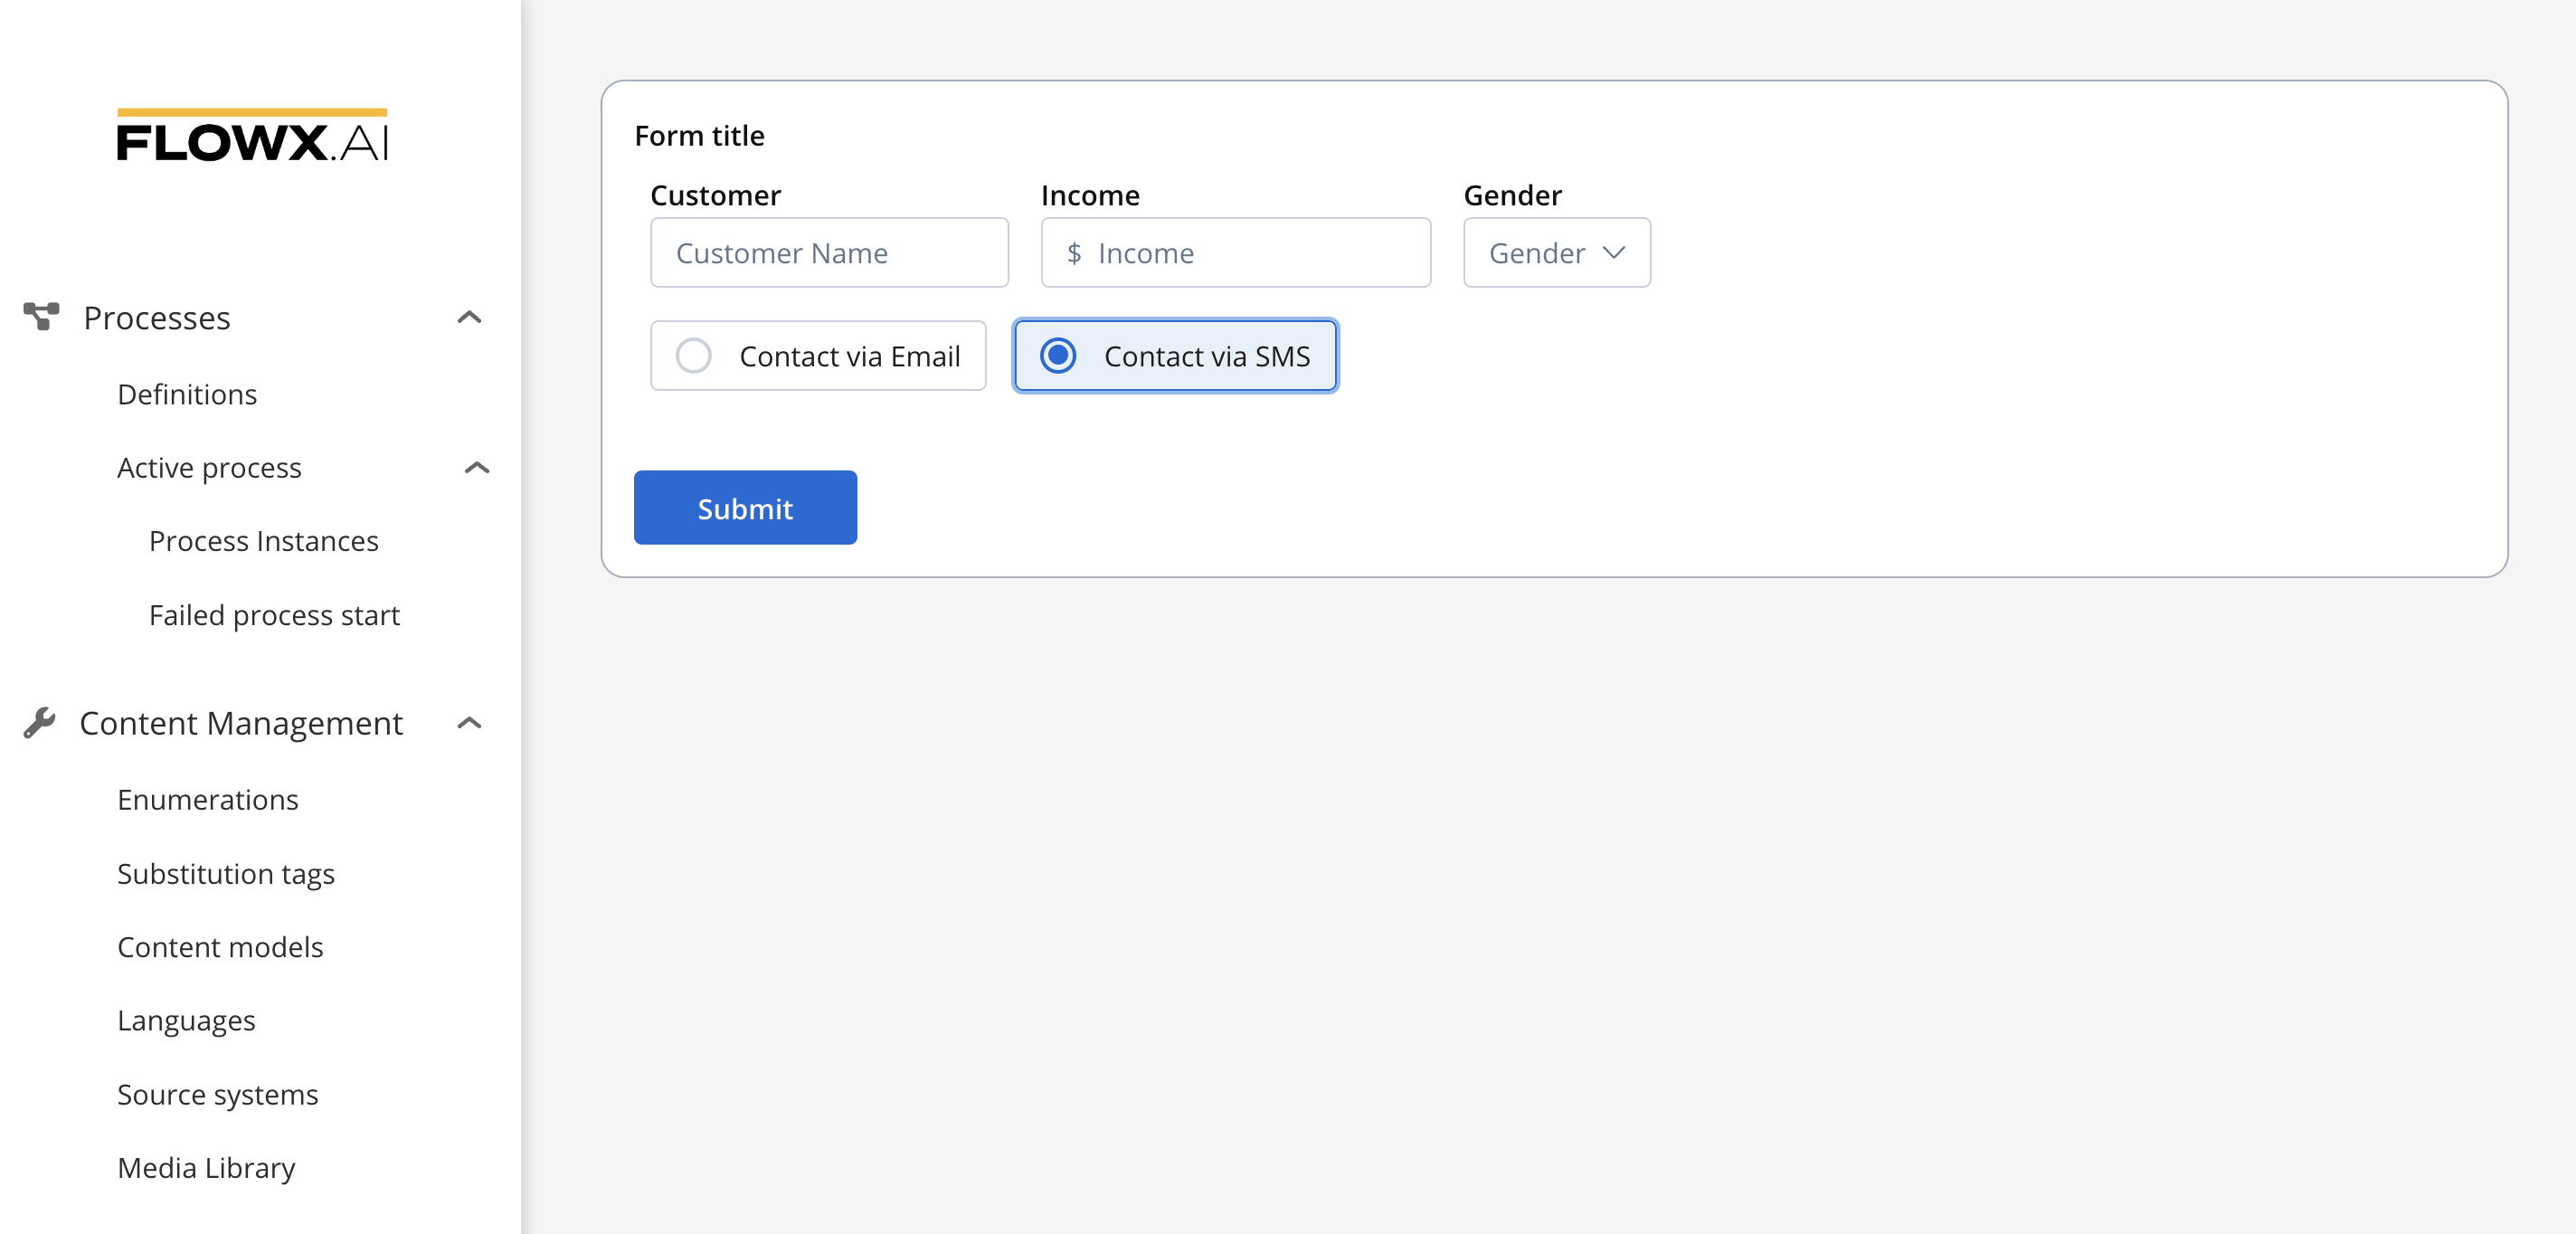 FLOWX.AI
Processes
Definitions
Active process
Process Instances
Failed process start
Content Management
Enumerations
Substitution tags
Content models
Languages
Source systems
Media Library
Form title
Customer Income Gender
Customer Name $ Income Gender
Contact via Email Contact via SMS
Submit